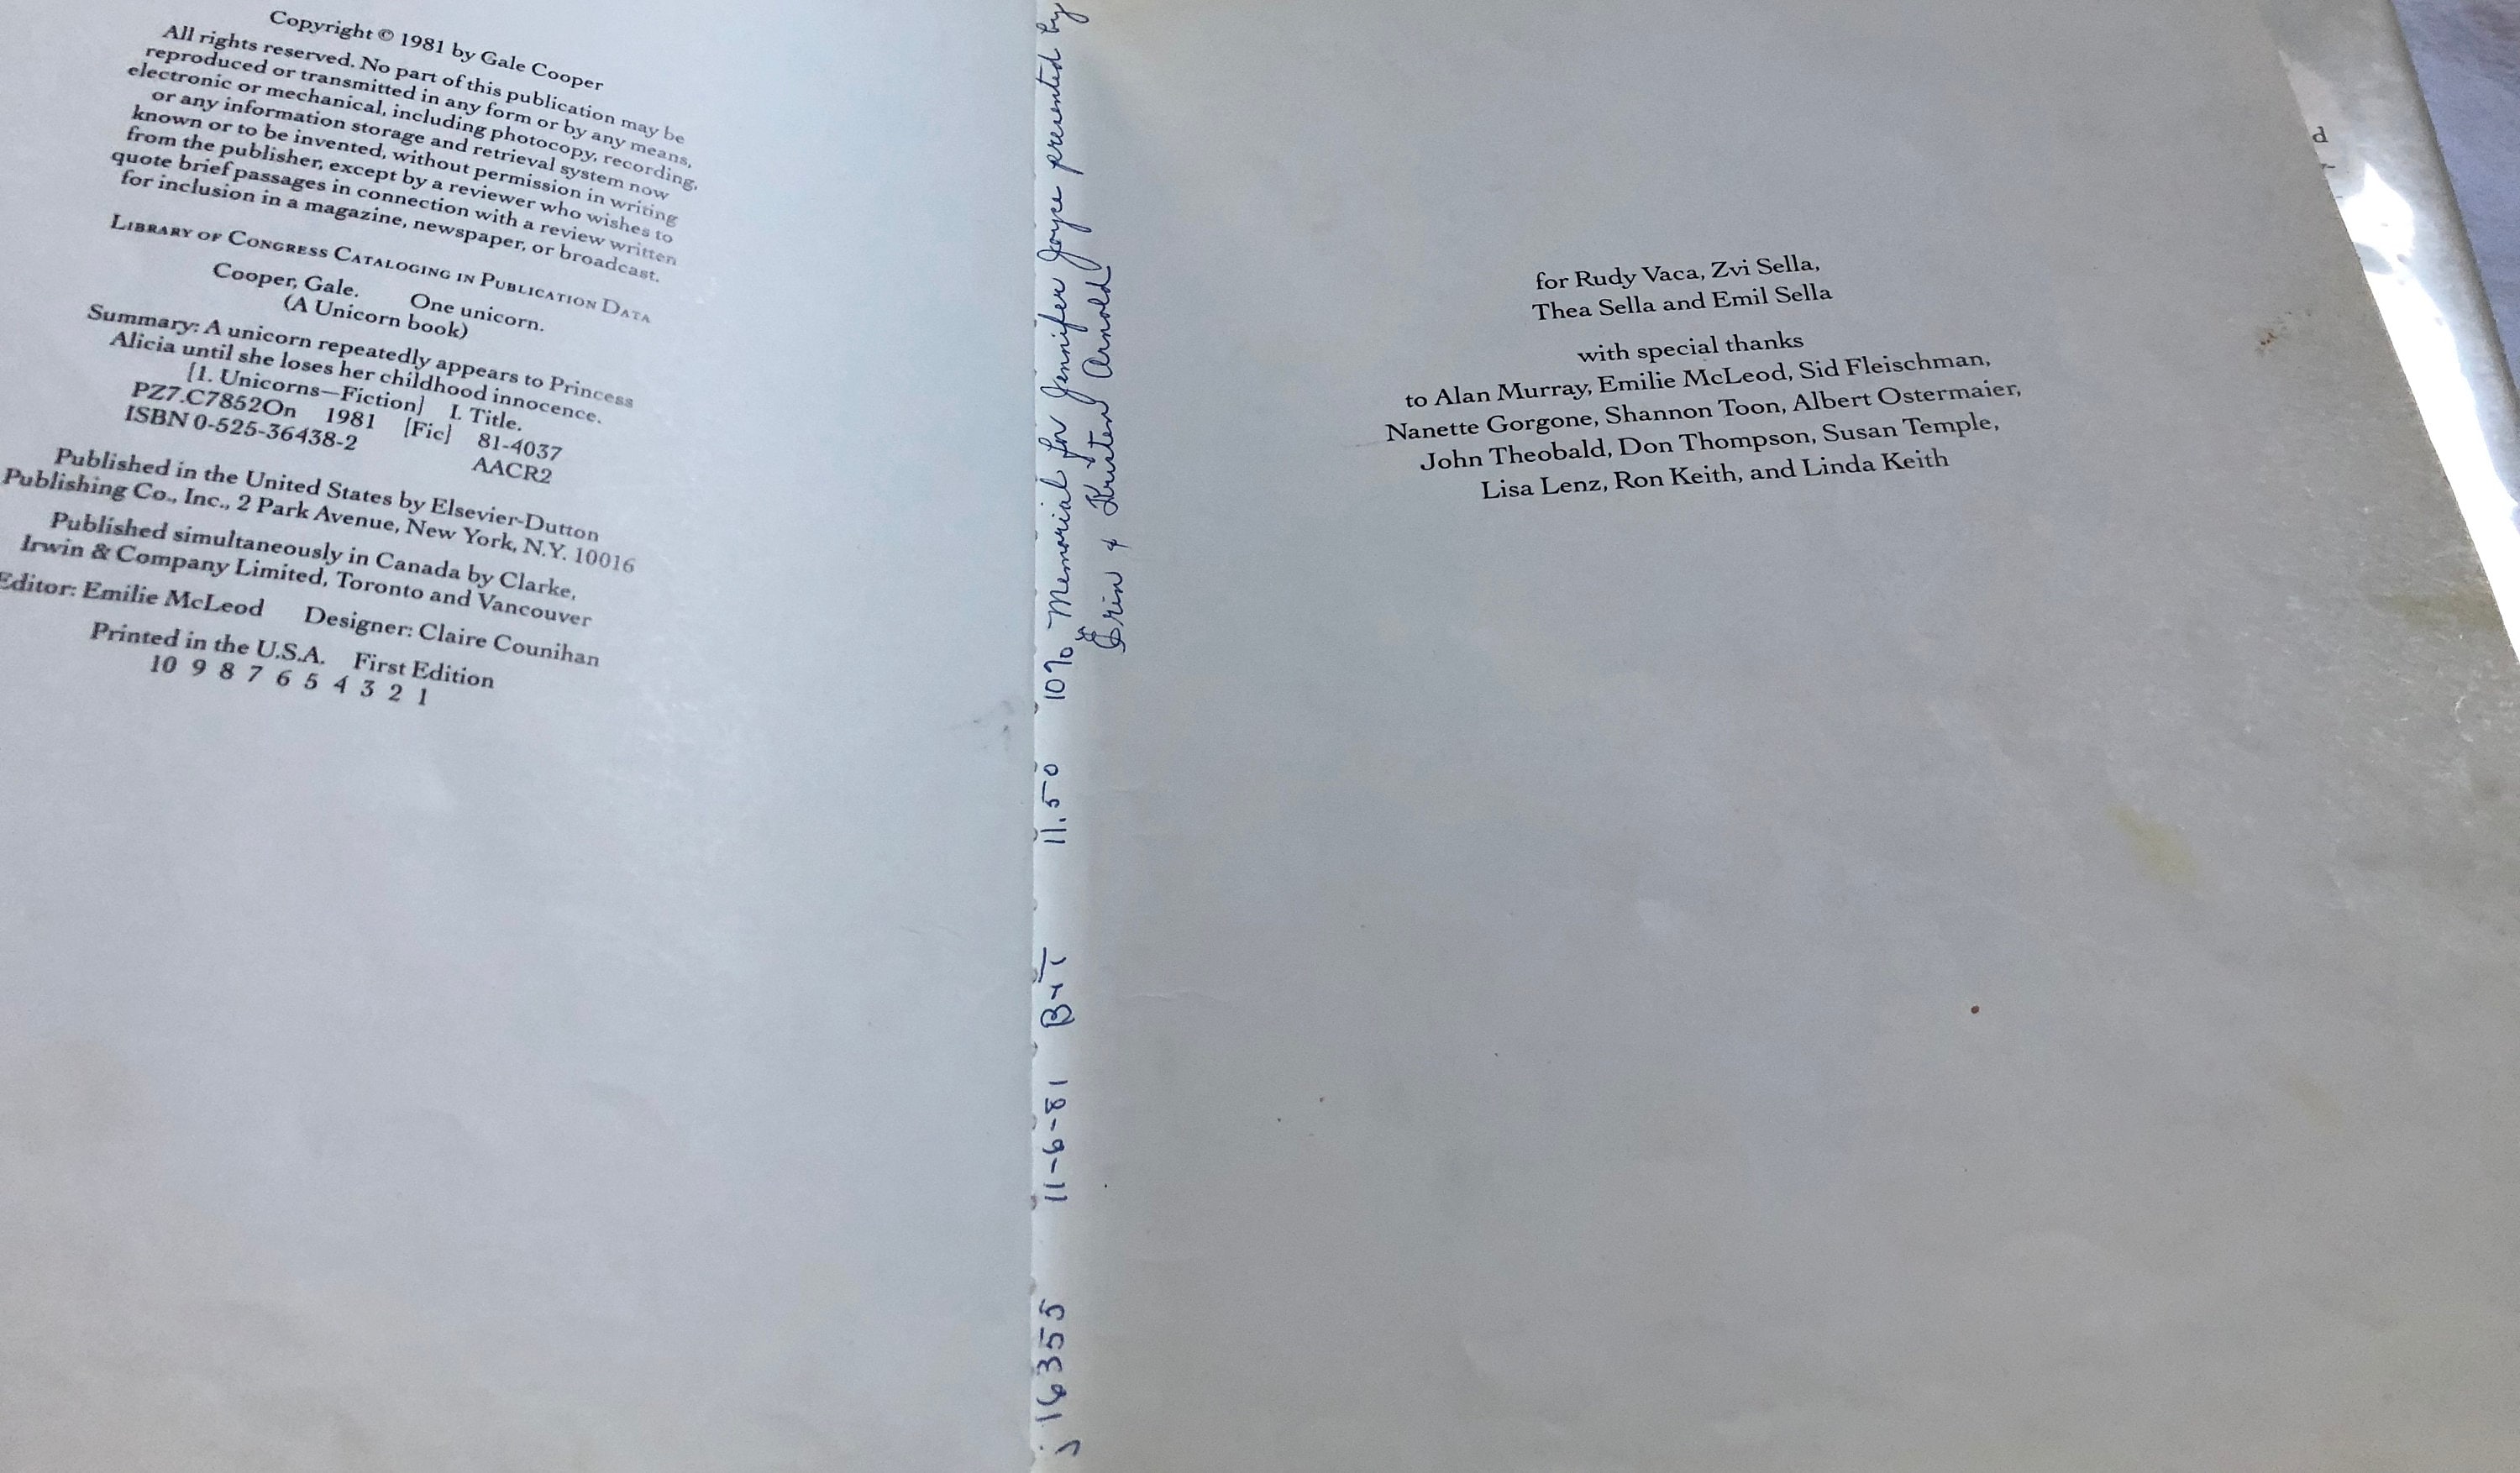 Copyright © 1981 by Gale Cooper
All rights reserved. No part of this publication may be
reproduced or transmitted in any form or by any means,
electronic or mechanical, including photocopy, recording,
or any information storage and retrieval system now
known or to be invented, without permission in writing
from the publisher, except by a reviewer who wishes to
quote brief passages in connection with a review written
for inclusion in a magazine, newspaper, or broadcast.
LIBRARY OF CONGRESS CATALOGING IN PUBLICATION DATA
Cooper, Gale. One unicorn.
(A Unicorn book)
Summary: A unicorn repeatedly appears to Princess
Alicia until she loses her childhood innocence.
[1. Unicorns—Fiction] I. Title.
PZ7.C7852On 1981 [Fic] 81-4037
ISBN 0-525-36438-2 AACR2
Published in the United States by Elsevier-Dutton
Publishing Co., Inc., 2 Park Avenue, New York, N.Y. 10016
Published simultaneously in Canada by Clarke,
Irwin & Company Limited, Toronto and Vancouver
Editor: Emilie McLeod Designer: Claire Counihan
Printed in the U.S.A. First Edition
10 9 8 7 6 5 4 3 2 1
j 16355 11-6-81 B+T 11.50 10% Memorial for Jennifer Joyce presented by
Erin & Kristen Arnold
for Rudy Vaca, Zvi Sella,
Thea Sella and Emil Sella
with special thanks
to Alan Murray, Emilie McLeod, Sid Fleischman,
Nanette Gorgone, Shannon Toon, Albert Ostermaier,
John Theobald, Don Thompson, Susan Temple,
Lisa Lenz, Ron Keith, and Linda Keith
d